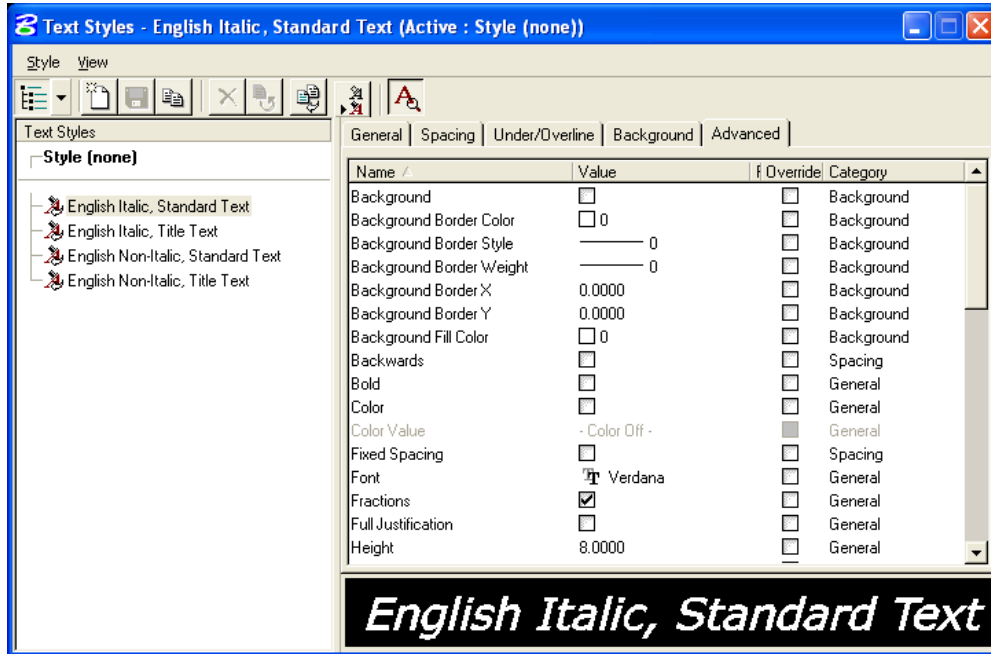 Text Styles - English Italic, Standard Text (Active : Style (none))
Style View
Text Styles
Style (none)
English Italic, Standard Text
English Italic, Title Text
English Non-Italic, Standard Text
English Non-Italic, Title Text
General Spacing Under/Overline Background Advanced
Name Value F Override Category
Background Background
Background Border Color 0 Background
Background Border Style 0 Background
Background Border Weight 0 Background
Background Border X 0.0000 Background
Background Border Y 0.0000 Background
Background Fill Color 0 Background
Backwards Spacing
Bold General
Color General
Color Value - Color Off - General
Fixed Spacing Spacing
Font Verdana General
Fractions General
Full Justification General
Height 8.0000 General
English Italic, Standard Text